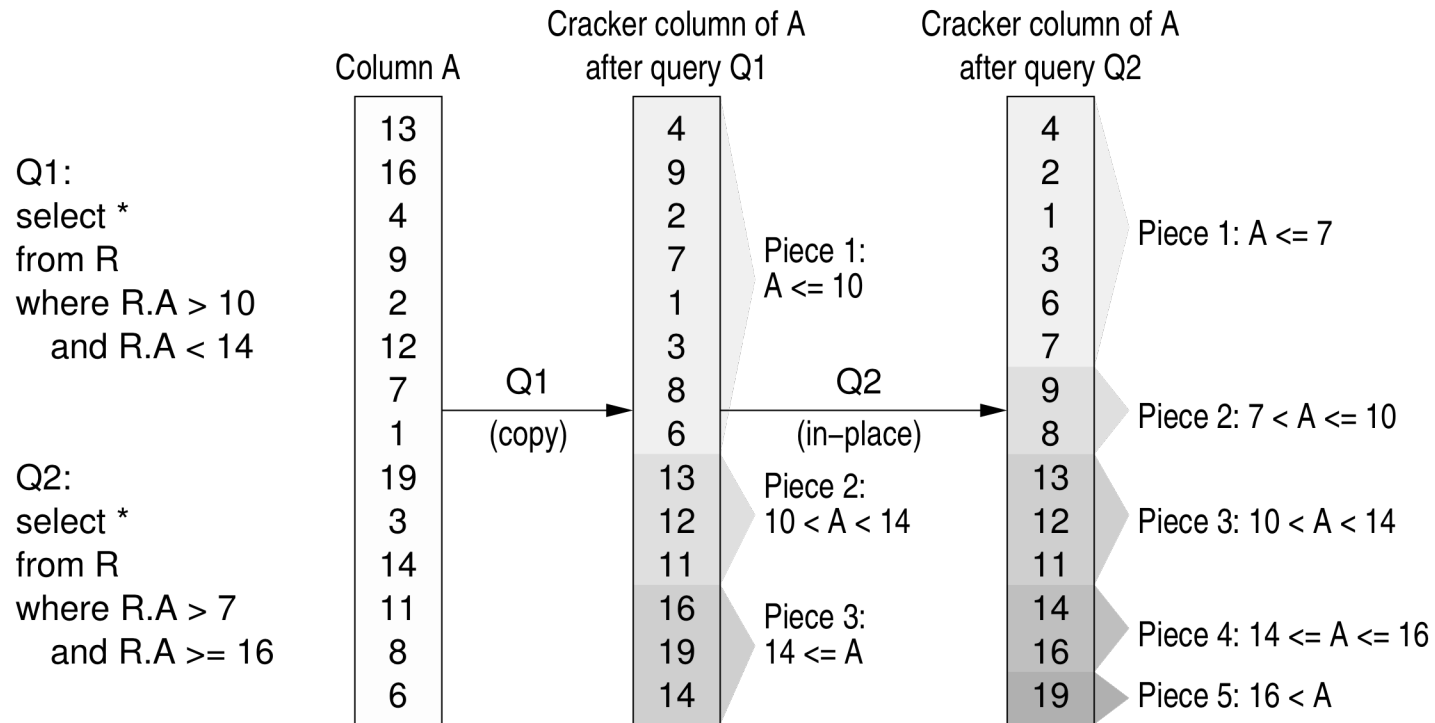 Q1:
select *
from R
where R.A > 10
and R.A < 14
Q2:
select *
from R
where R.A > 7
and R.A >= 16
Column A
13
16
4
9
2
12
7
1
19
3
14
11
8
6
Q1
(copy)
Cracker column of A
after query Q1
4
9
2
7
1
3
8
6
13
12
11
16
19
14
Piece 1:
A <= 10
Piece 2:
10 < A < 14
Piece 3:
14 <= A
Q2
(in–place)
Cracker column of A
after query Q2
4
2
1
3
6
7
9
8
13
12
11
14
16
19
Piece 1: A <= 7
Piece 2: 7 < A <= 10
Piece 3: 10 < A < 14
Piece 4: 14 <= A <= 16
Piece 5: 16 < A